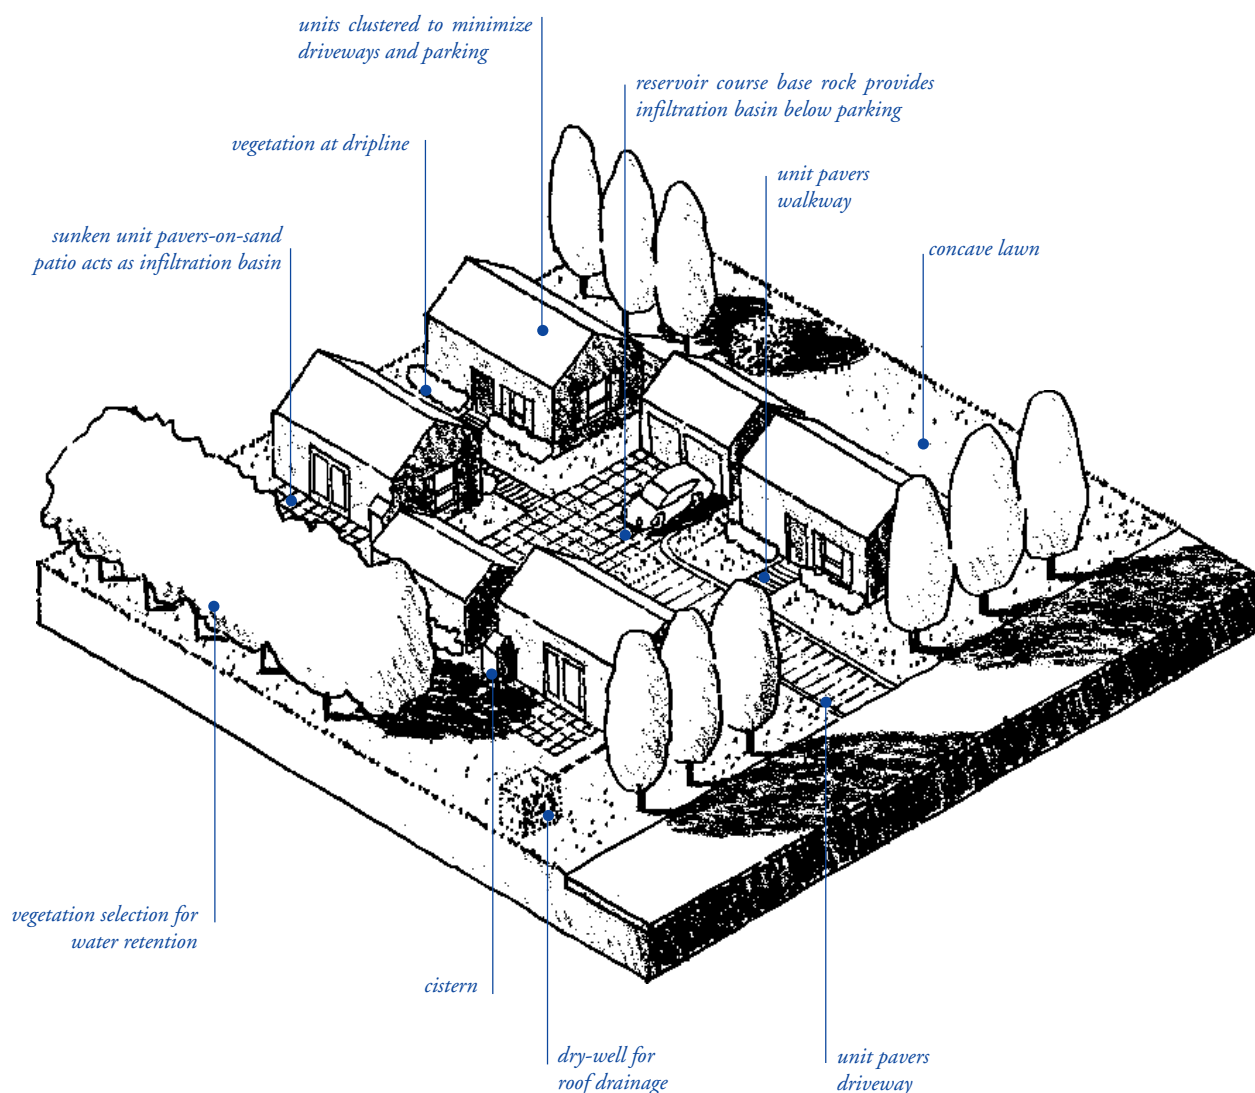 units clustered to minimize
driveways and parking
reservoir course base rock provides
infiltration basin below parking
vegetation at dripline
unit pavers
walkway
sunken unit pavers-on-sand
patio acts as infiltration basin
concave lawn
vegetation selection for
water retention
cistern
dry-well for
roof drainage
unit pavers
driveway